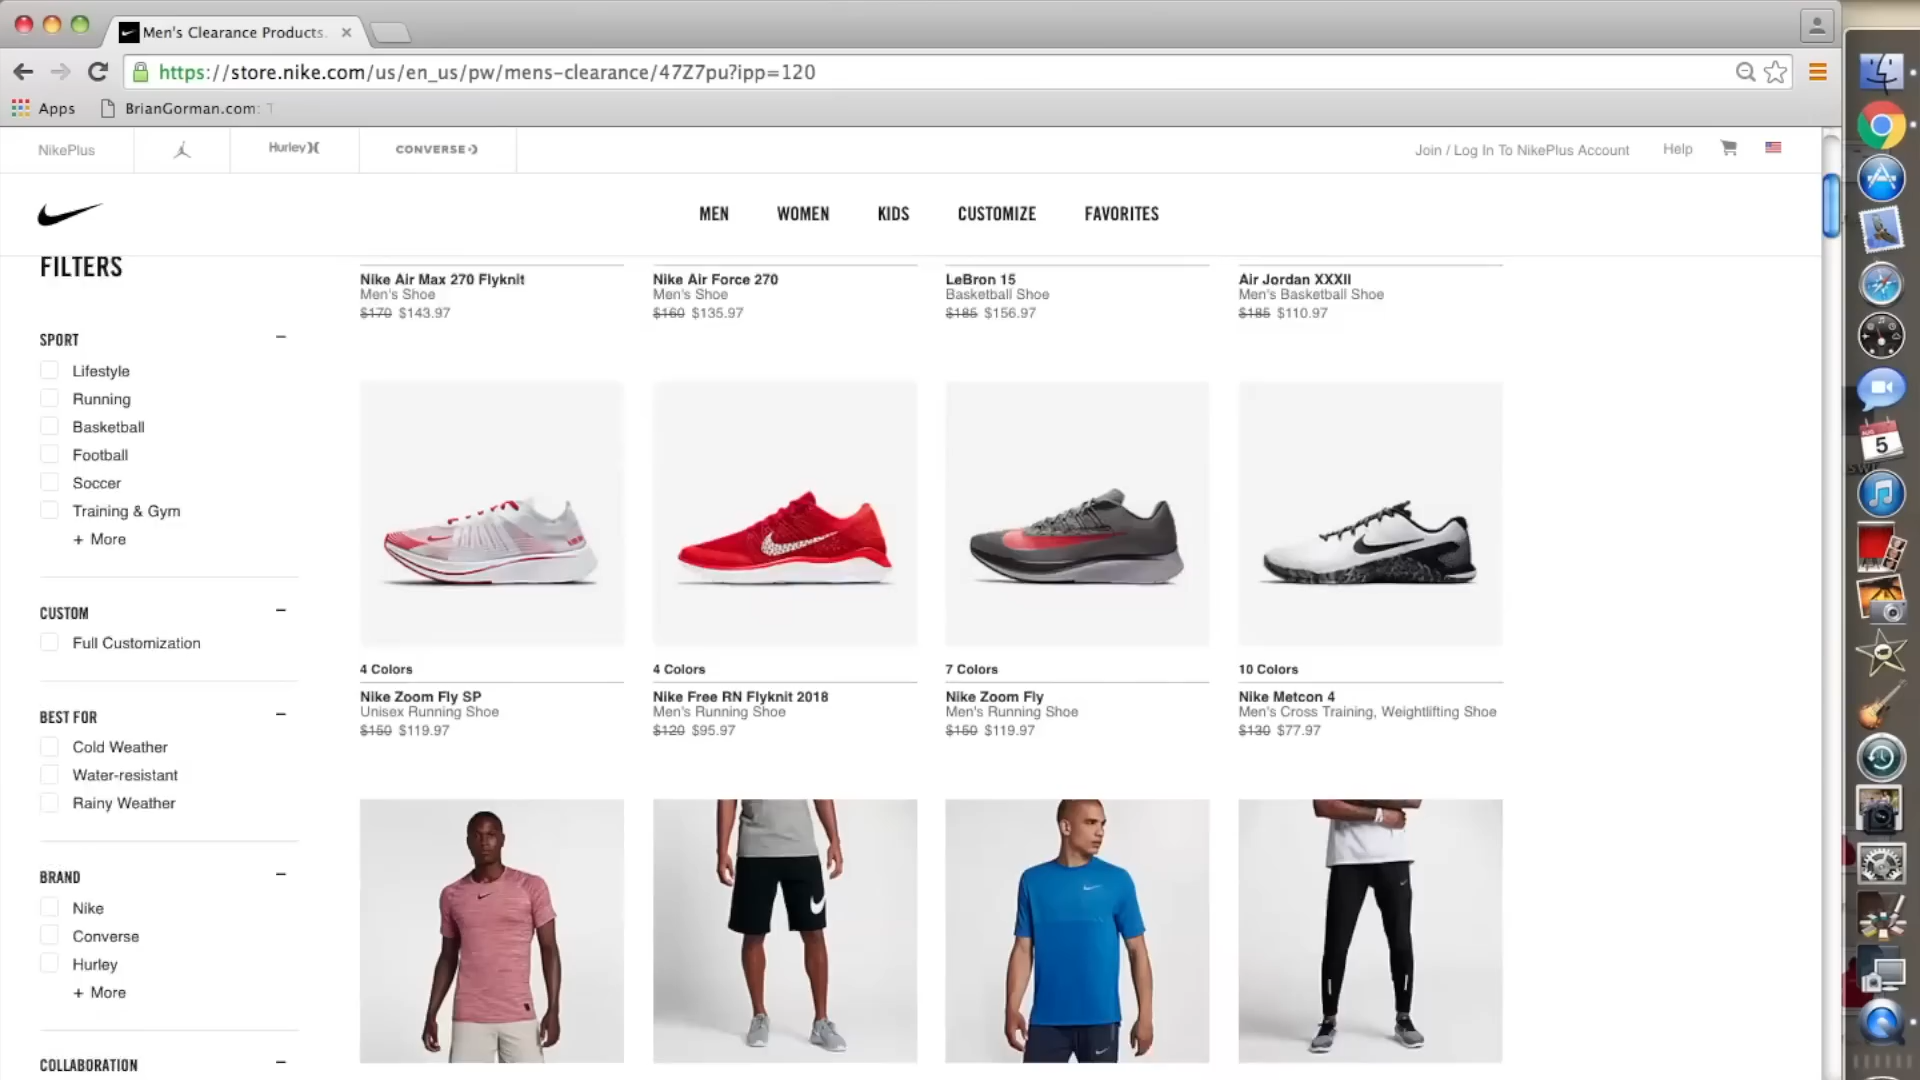 Men's Clearance Products.
https://store.nike.com/us/en_us/pw/mens-clearance/47Z7pu?ipp=120
Apps
BrianGorman.com:
NikePlus
Hurley
CONVERSE
Join / Log In To NikePlus Account
Help
MEN
WOMEN
KIDS
CUSTOMIZE
FAVORITES
FILTERS
SPORT
Lifestyle
Running
Basketball
Football
Soccer
Training & Gym
+ More
CUSTOM
Full Customization
BEST FOR
Cold Weather
Water-resistant
Rainy Weather
BRAND
Nike
Converse
Hurley
+ More
COLLABORATION
Nike Air Max 270 Flyknit
Men's Shoe
$170 $143.97
Nike Air Force 270
Men's Shoe
$160 $135.97
LeBron 15
Basketball Shoe
$185 $156.97
Air Jordan XXXII
Men's Basketball Shoe
$185 $110.97
4 Colors
Nike Zoom Fly SP
Unisex Running Shoe
$150 $119.97
4 Colors
Nike Free RN Flyknit 2018
Men's Running Shoe
$120 $95.97
7 Colors
Nike Zoom Fly
Men's Running Shoe
$150 $119.97
10 Colors
Nike Metcon 4
Men's Cross Training, Weightlifting Shoe
$130 $77.97
AUG
5